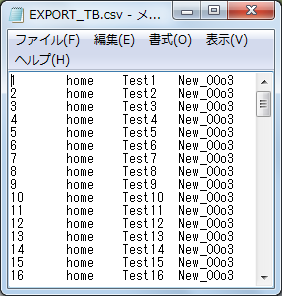 EXPORT_TB.csv - メ...
ファイル(F) 編集(E) 書式(O) 表示(V)
ヘルプ(H)
1 home Test1 New_00o3
2 home Test2 New_00o3
3 home Test3 New_00o3
4 home Test4 New_00o3
5 home Test5 New_00o3
6 home Test6 New_00o3
7 home Test7 New_00o3
8 home Test8 New_00o3
9 home Test9 New_00o3
10 home Test10 New_00o3
11 home Test11 New_00o3
12 home Test12 New_00o3
13 home Test13 New_00o3
14 home Test14 New_00o3
15 home Test15 New_00o3
16 home Test16 New_00o3